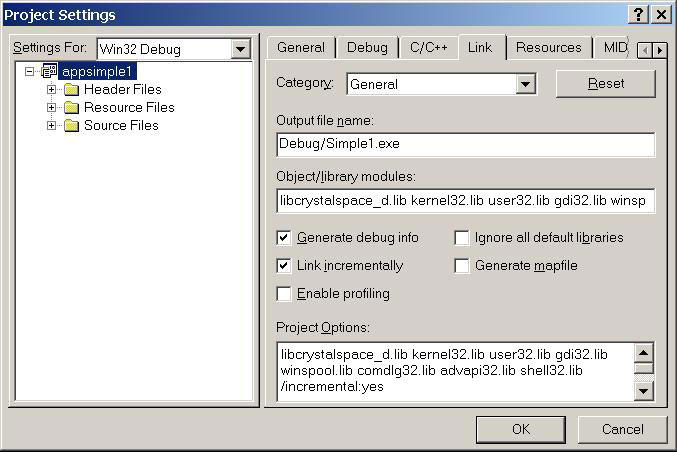 Project Settings
Settings For: Win32 Debug
appsimple1
Header Files
Resource Files
Source Files
General Debug C/C++ Link Resources MID
Category: General Reset
Output file name:
Debug/Simple1.exe
Object/library modules:
libcrystalspace_d.lib kernel32.lib user32.lib gdi32.lib winsp
Generate debug info Ignore all default libraries
Link incrementally Generate mapfile
Enable profiling
Project Options:
libcrystalspace_d.lib kernel32.lib user32.lib gdi32.lib
winspool.lib comdlg32.lib advapi32.lib shell32.lib
/incremental:yes
OK Cancel